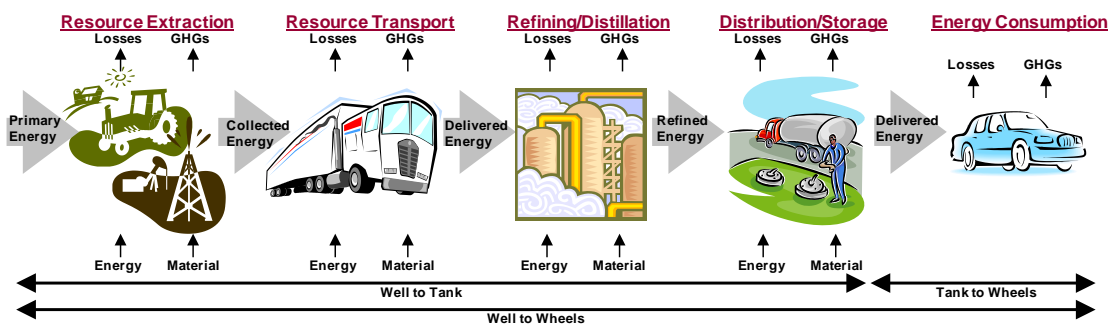 Resource Extraction
Resource Transport
Refining/Distillation
Distribution/Storage
Energy Consumption
Losses GHGs
Losses GHGs
Losses GHGs
Losses GHGs
Losses GHGs
Primary
Energy
Collected
Energy
Delivered
Energy
Refined
Energy
Delivered
Energy
Energy Material
Energy Material
Energy Material
Energy Material
Well to Tank
Tank to Wheels
Well to Wheels